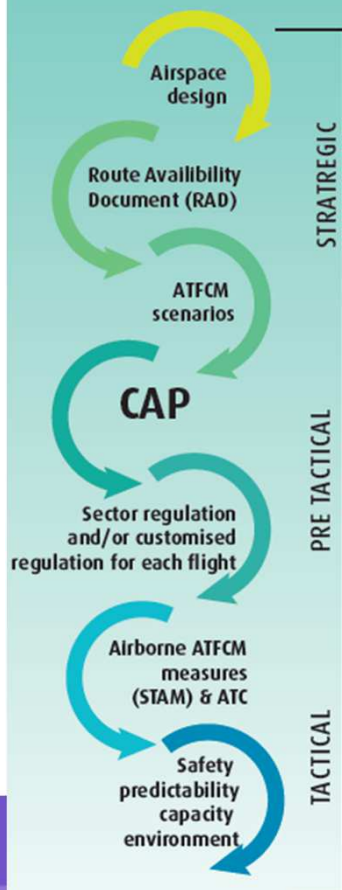 Airspace
design
STRATREGIC
Route Availibility
Document (RAD)
ATFCM
scenarios
CAP
PRE TACTICAL
Sector regulation
and/or customised
regulation for each flight
Airborne ATFCM
measures
(STAM) & ATC
TACTICAL
Safety
predictability
capacity
environment